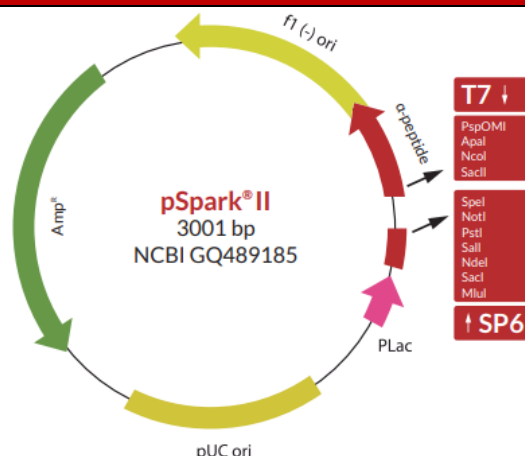 f1 (-) ori
α-peptide
T7 ↓
PspOMI
ApaI
NcoI
SacII
pSpark® II
3001 bp
NCBI GQ489185
Amp^R
SpeI
NotI
PstI
SalI
NdeI
SacI
MluI
↑ SP6
PLac
pUC ori